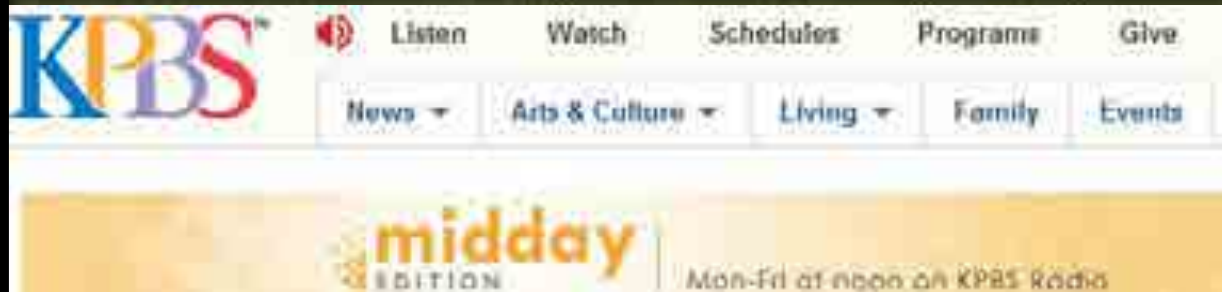 KPBS™
Listen Watch Schedules Programs Give
News Arts & Culture Living Family Events
midday
EDITION
Mon-Fri at noon on KPBS Radio